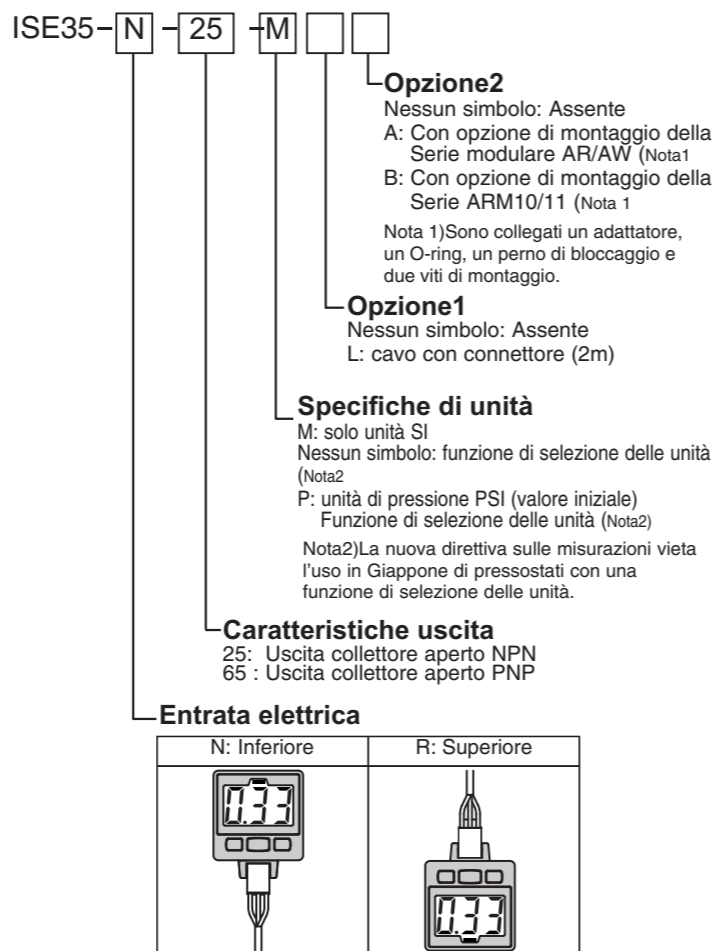 ISE35-N-25-M
Opzione2
Nessun simbolo: Assente
A: Con opzione di montaggio della
Serie modulare AR/AW (Nota1
B: Con opzione di montaggio della
Serie ARM10/11 (Nota 1
Nota 1)Sono collegati un adattatore,
un O-ring, un perno di bloccaggio e
due viti di montaggio.
Opzione1
Nessun simbolo: Assente
L: cavo con connettore (2m)
Specifiche di unità
M: solo unità SI
Nessun simbolo: funzione di selezione delle unità
(Nota2
P: unità di pressione PSI (valore iniziale)
Funzione di selezione delle unità (Nota2)
Nota2)La nuova direttiva sulle misurazioni vieta
l'uso in Giappone di pressostati con una
funzione di selezione delle unità.
Caratteristiche uscita
25: Uscita collettore aperto NPN
65 : Uscita collettore aperto PNP
Entrata elettrica
N: Inferiore
R: Superiore
0.33
0.33